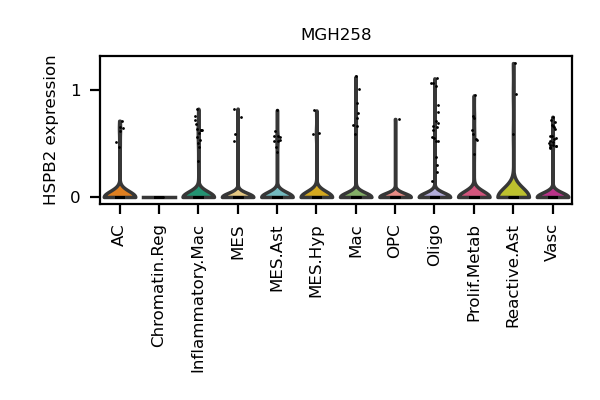 MGH258
HSPB2 expression
1
0
AC
Chromatin.Reg
Inflammatory.Mac
MES
MES.Ast
MES.Hyp
Mac
OPC
Oligo
Prolif.Metab
Reactive.Ast
Vasc